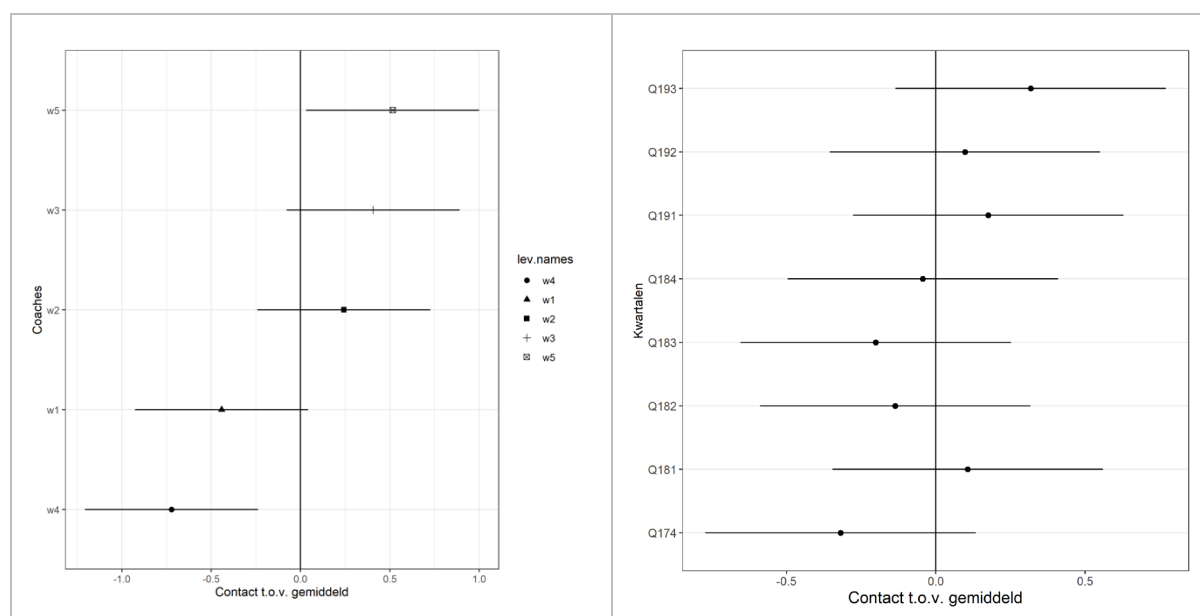 w5
w3
w2
w1
w4
Coaches
-1.0 -0.5 0.0 0.5 1.0
Contact t.o.v. gemiddeld
lev.names
w4
w1
w2
w3
w5
Q193
Q192
Q191
Q184
Q183
Q182
Q181
Q174
Kwartalen
-0.5 0.0 0.5
Contact t.o.v. gemiddeld